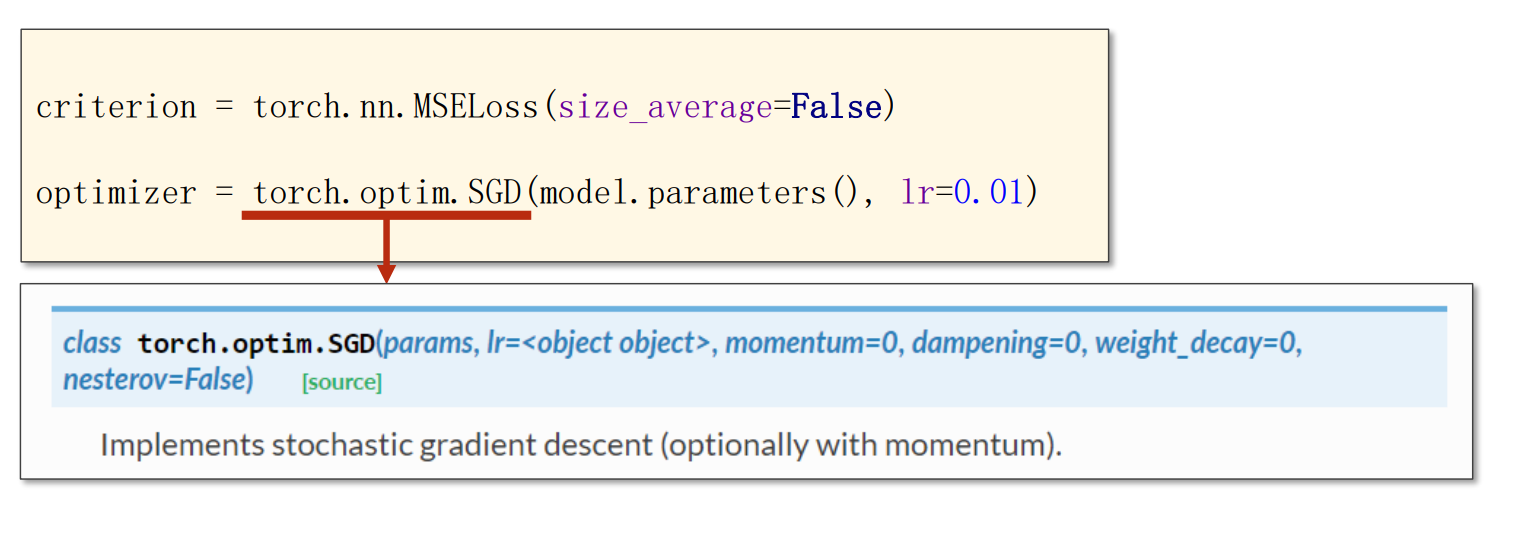 criterion = torch.nn.MSELoss(size_average=False)
optimizer = torch.optim.SGD(model.parameters(), lr=0.01)
class torch.optim.SGD(params, lr=<object object>, momentum=0, dampening=0, weight_decay=0,
nesterov=False) [source]
Implements stochastic gradient descent (optionally with momentum).